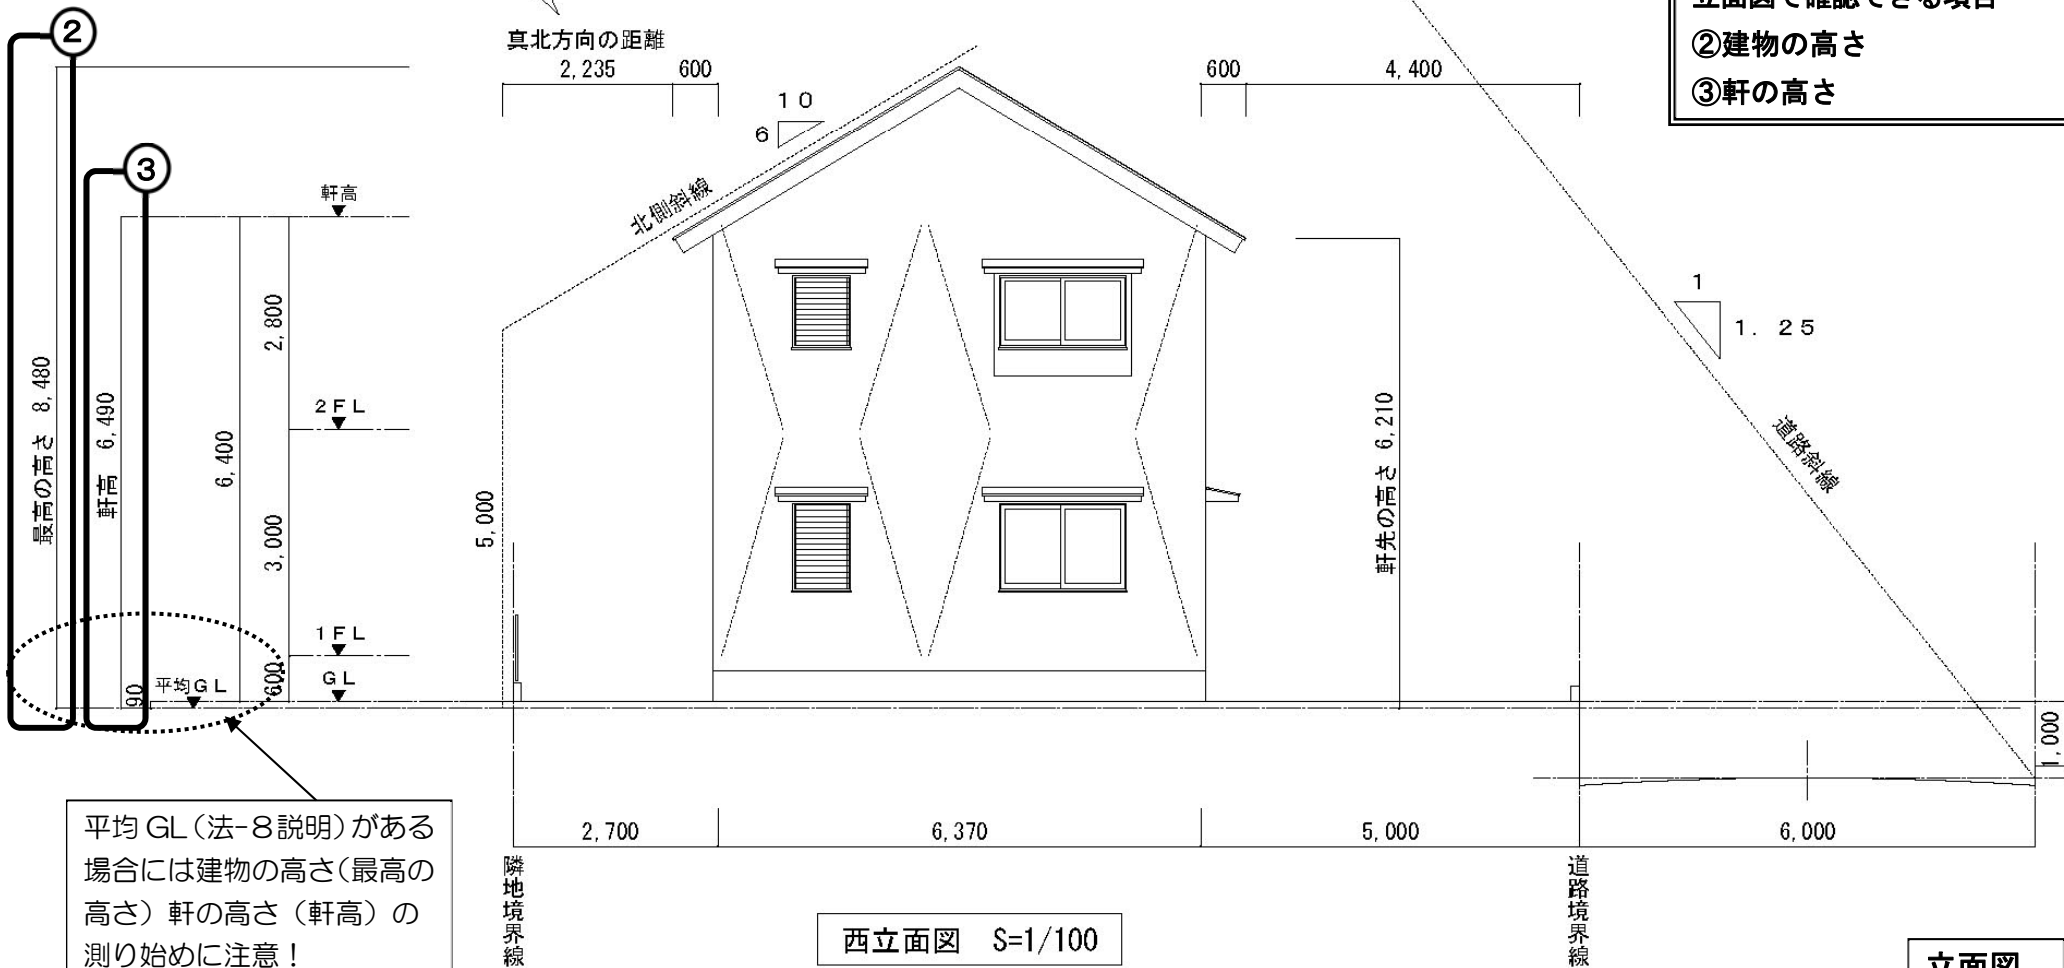 立面図で確認できる項目
②建物の高さ
③軒の高さ
②
③
真北方向の距離
2,235
600
600
4,400
10
6
北側斜線
軒高
2,800
2FL
3,000
1FL
600
GL
平均GL
90
6,400
軒高 6,490
最高の高さ 8,480
5,000
軒先の高さ 6,210
1
1.25
道路斜線
1,000
2,700
6,370
5,000
6,000
隣地境界線
道路境界線
平均GL(法-8説明)がある
場合には建物の高さ(最高の
高さ)軒の高さ(軒高)の
測り始めに注意!
西立面図 S=1/100
立面図